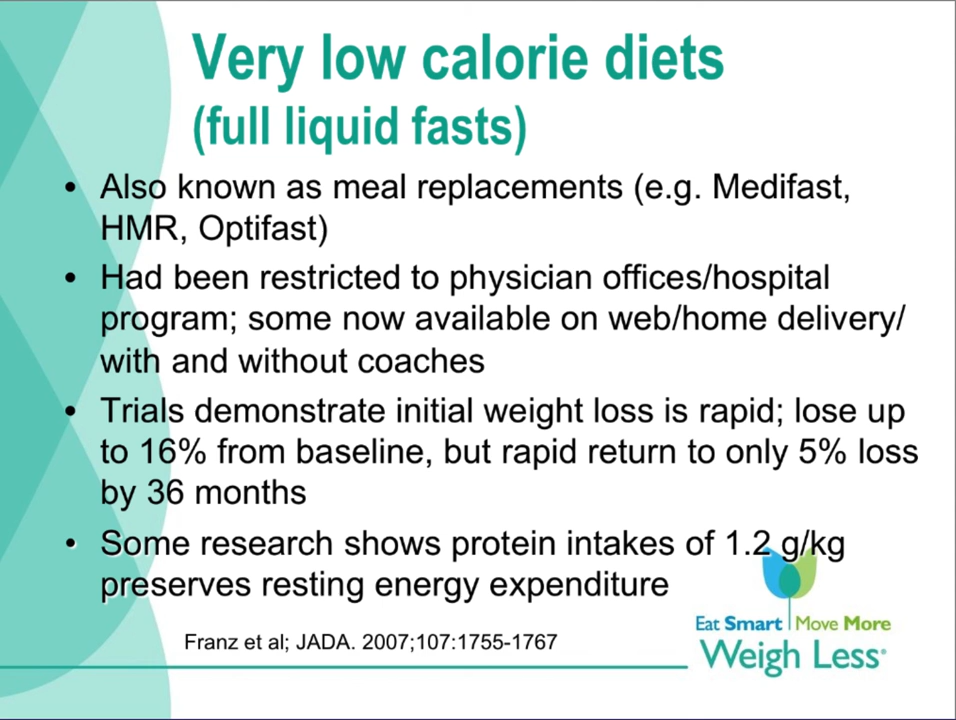 Very low calorie diets
(full liquid fasts)
• Also known as meal replacements (e.g. Medifast,
HMR, Optifast)
• Had been restricted to physician offices/hospital
program; some now available on web/home delivery/
with and without coaches
• Trials demonstrate initial weight loss is rapid; lose up
to 16% from baseline, but rapid return to only 5% loss
by 36 months
• Some research shows protein intakes of 1.2 g/kg
preserves resting energy expenditure
Franz et al; JADA. 2007;107:1755-1767
Eat Smart | Move More
Weigh Less®